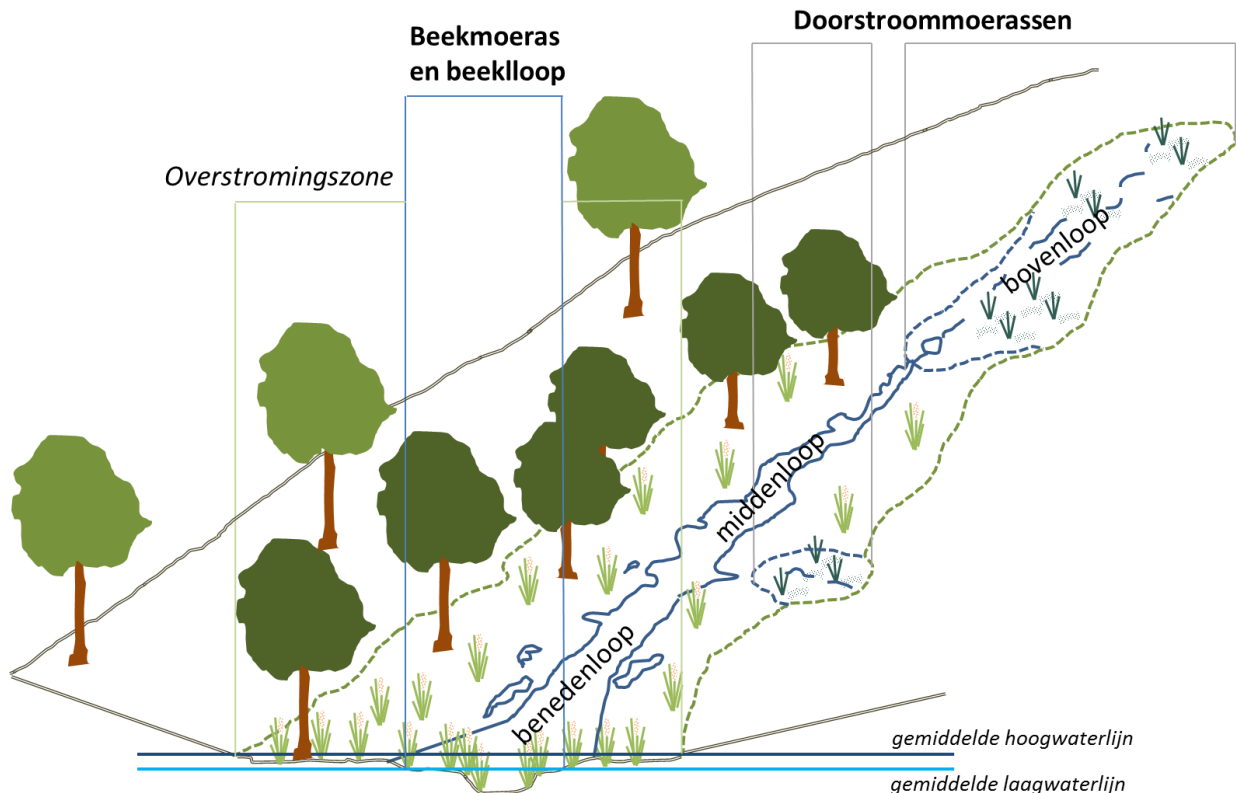 Doorstroommoerassen
Beekmoeras
en beeklloop
Overstromingszone
bovenloop
middenloop
benedenloop
gemiddelde hoogwaterlijn
gemiddelde laagwaterlijn